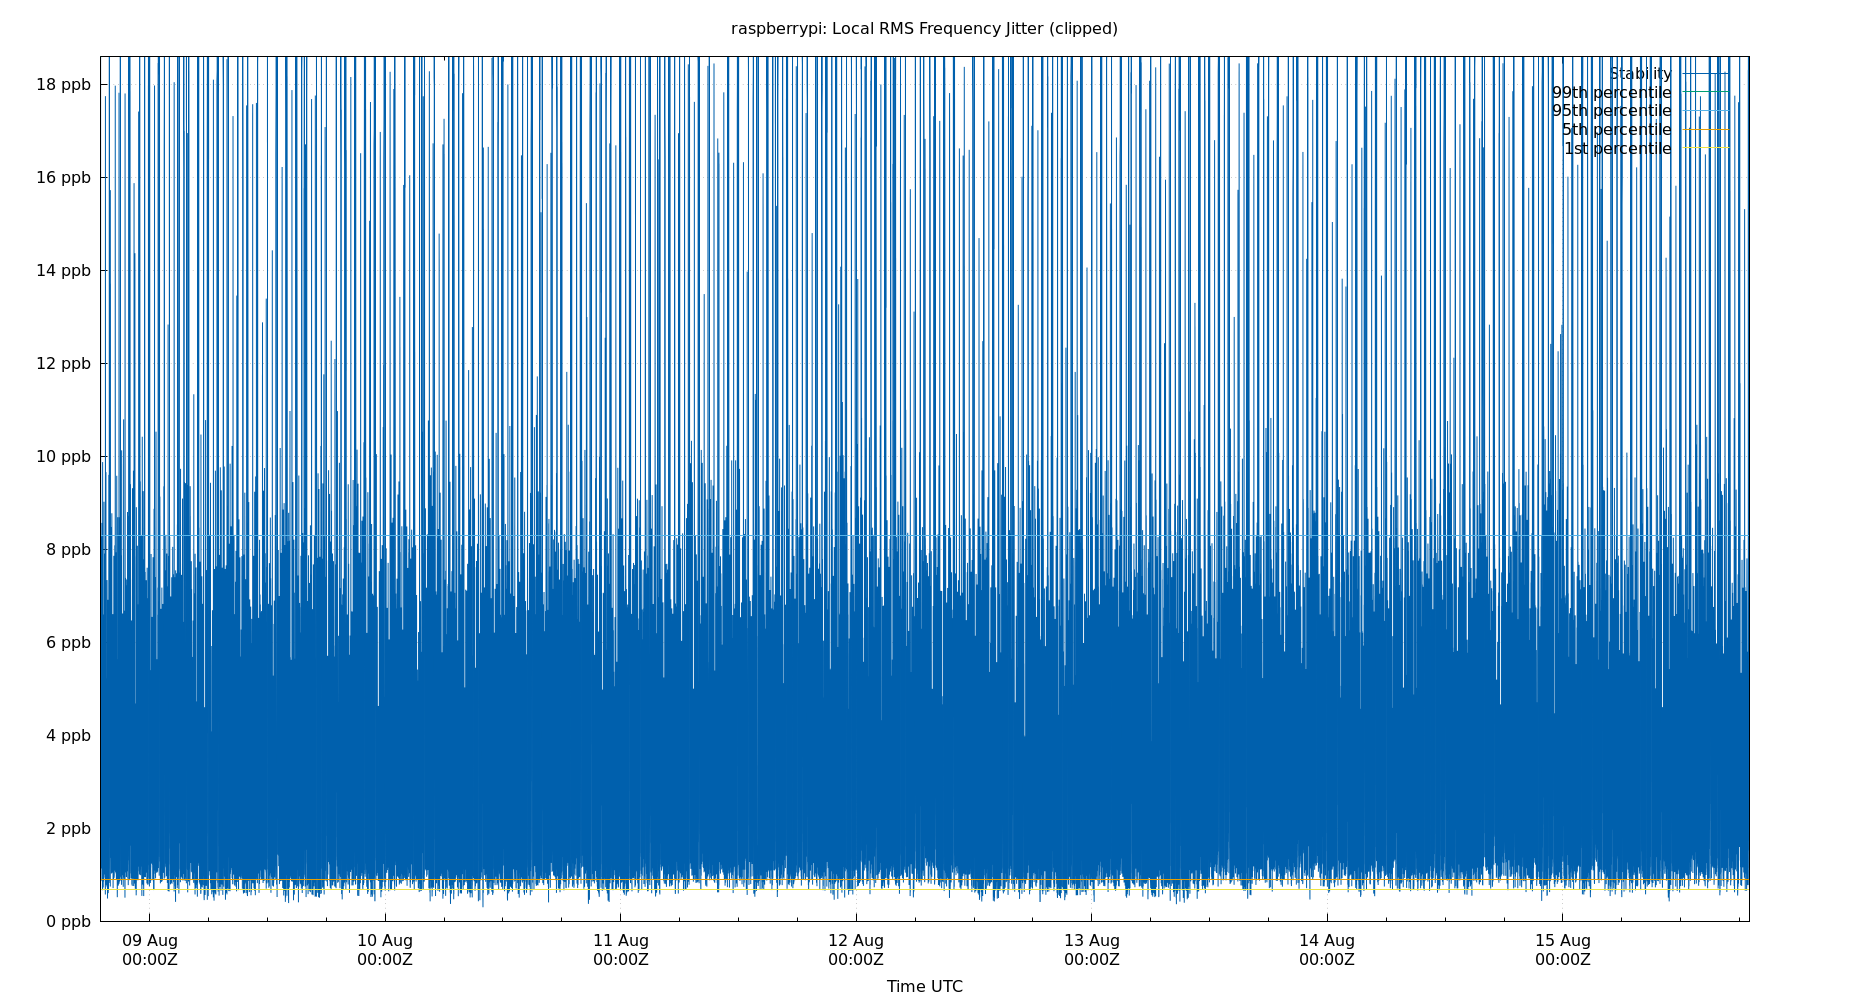 raspberrypi: Local RMS Frequency Jitter (clipped)
18 ppb
16 ppb
14 ppb
12 ppb
10 ppb
8 ppb
6 ppb
4 ppb
2 ppb
0 ppb
Stability
99th percentile
95th percentile
5th percentile
1st percentile
09 Aug
00:00Z
10 Aug
00:00Z
11 Aug
00:00Z
12 Aug
00:00Z
13 Aug
00:00Z
14 Aug
00:00Z
15 Aug
00:00Z
Time UTC